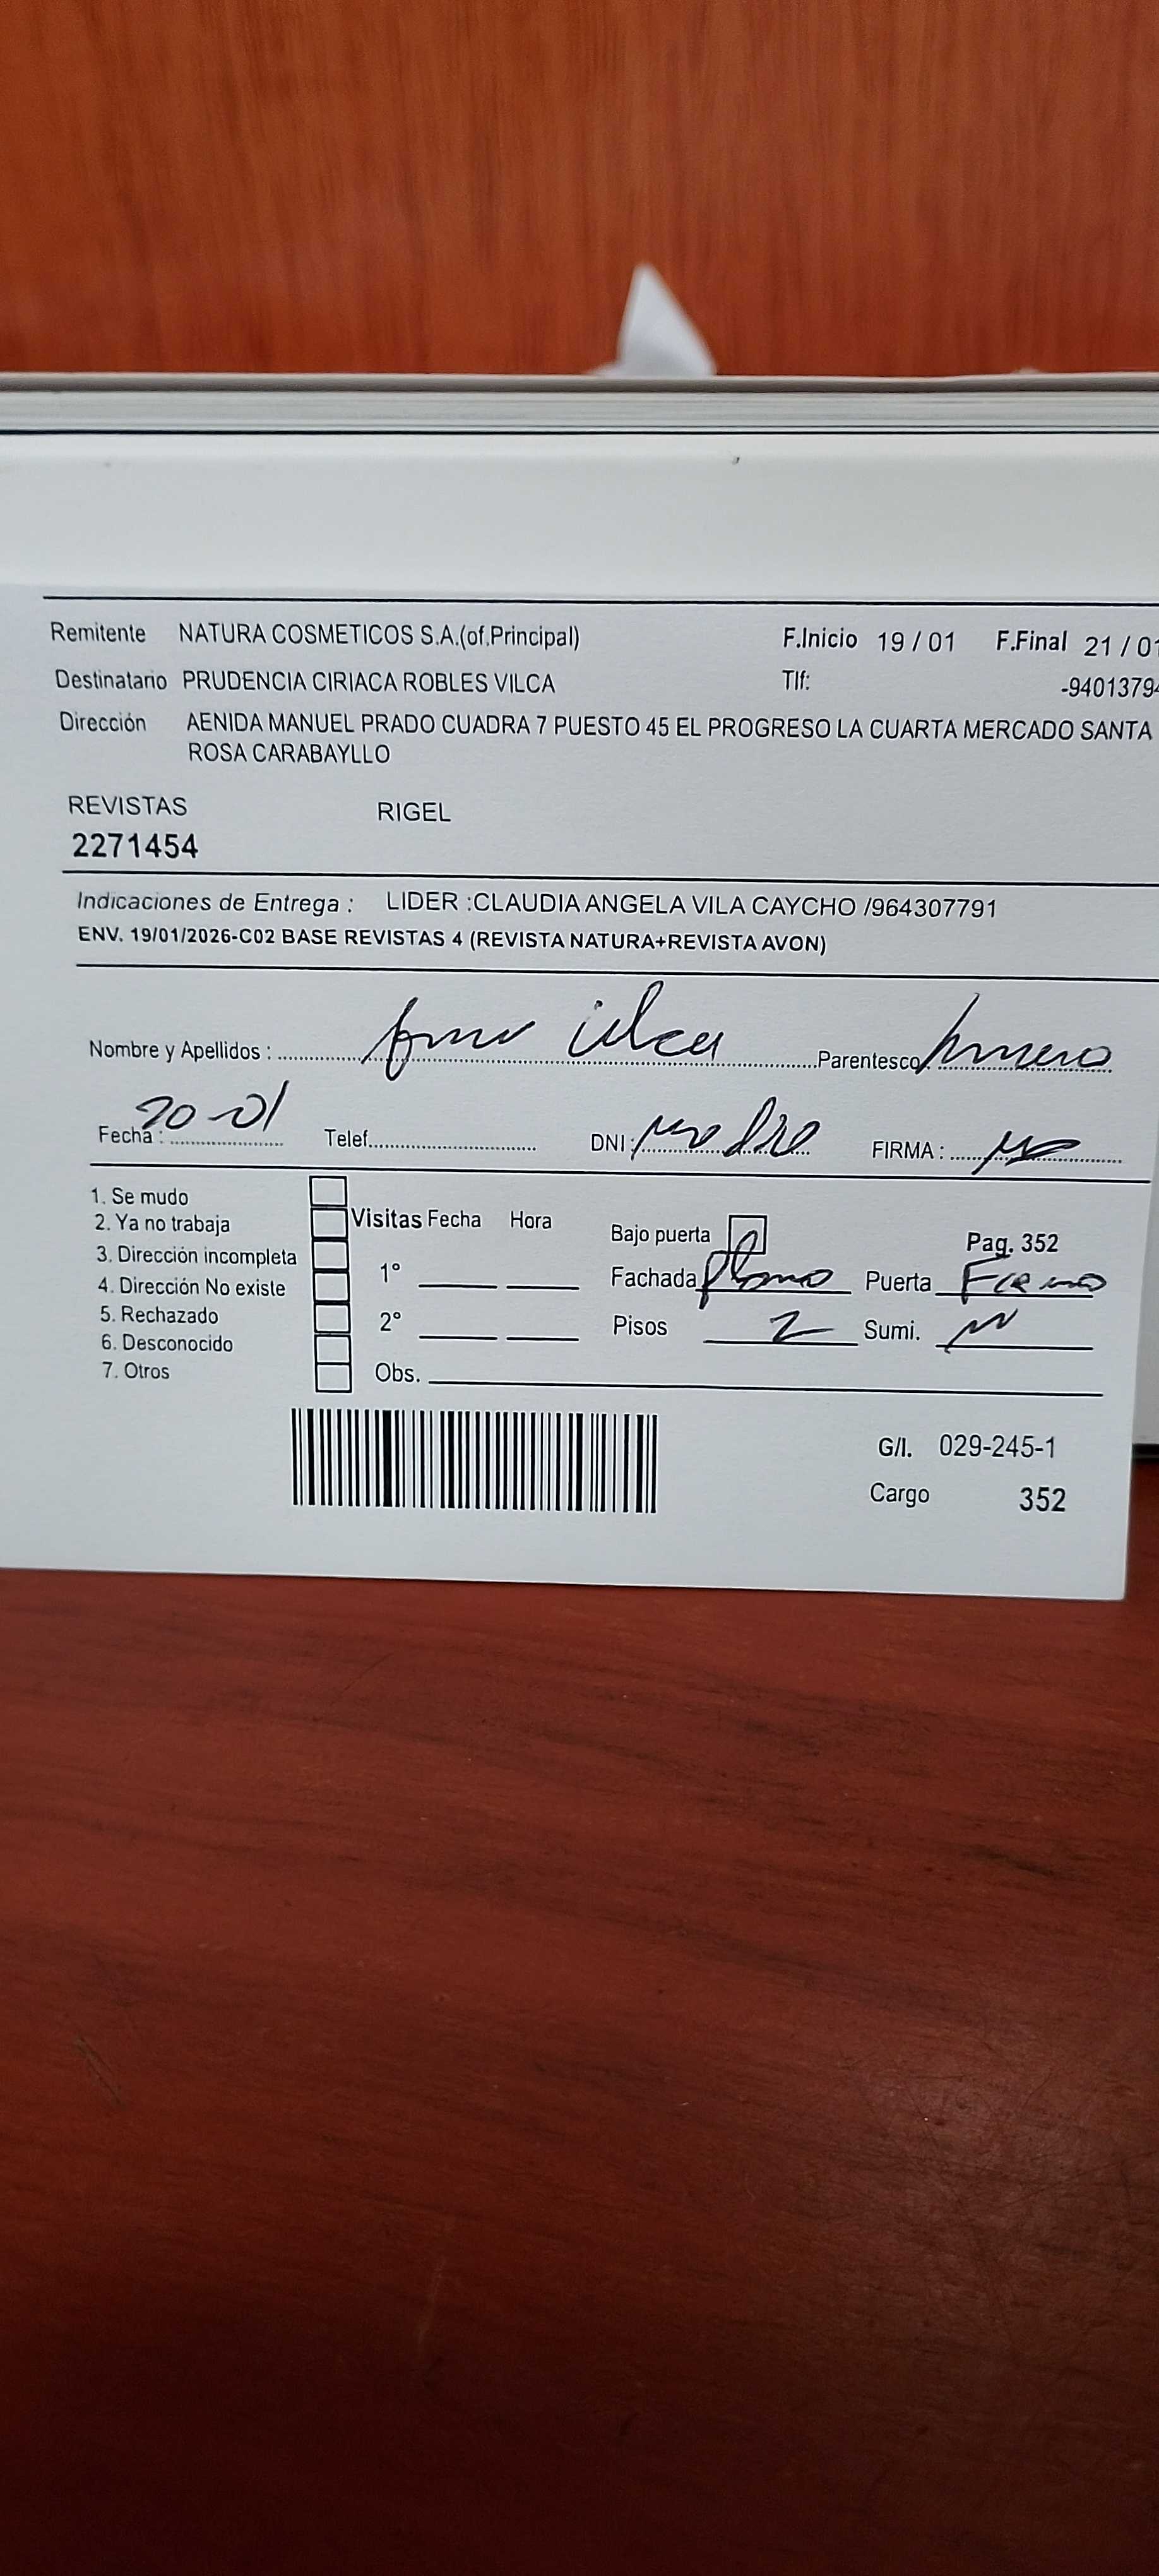 Remitente NATURA COSMETICOS S.A.(of.Principal) F.Inicio 19 / 01 F.Final 21 / 01
Destinatario PRUDENCIA CIRIACA ROBLES VILCA Tlf: -9401379
Dirección AENIDA MANUEL PRADO CUADRA 7 PUESTO 45 EL PROGRESO LA CUARTA MERCADO SANTA
ROSA CARABAYLLO
REVISTAS RIGEL
2271454
Indicaciones de Entrega : LIDER :CLAUDIA ANGELA VILA CAYCHO /964307791
ENV. 19/01/2026-C02 BASE REVISTAS 4 (REVISTA NATURA+REVISTA AVON)
Nombre y Apellidos : Parentesco
Fecha : 20-01 Telef. DNI : FIRMA :
1. Se mudo
2. Ya no trabaja Visitas Fecha Hora Bajo puerta Pag. 352
3. Dirección incompleta 1° Fachada plomo Puerta Fierro
4. Dirección No existe
5. Rechazado 2° Pisos 2 Sumi.
6. Desconocido
7. Otros Obs.
G/I. 029-245-1
Cargo 352